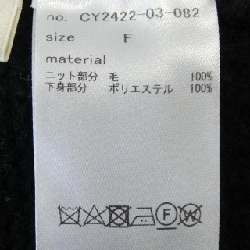 no. CY2422-03-082
size F
material
ニット部分 毛 100%
下身部分 ポリエステル 100%